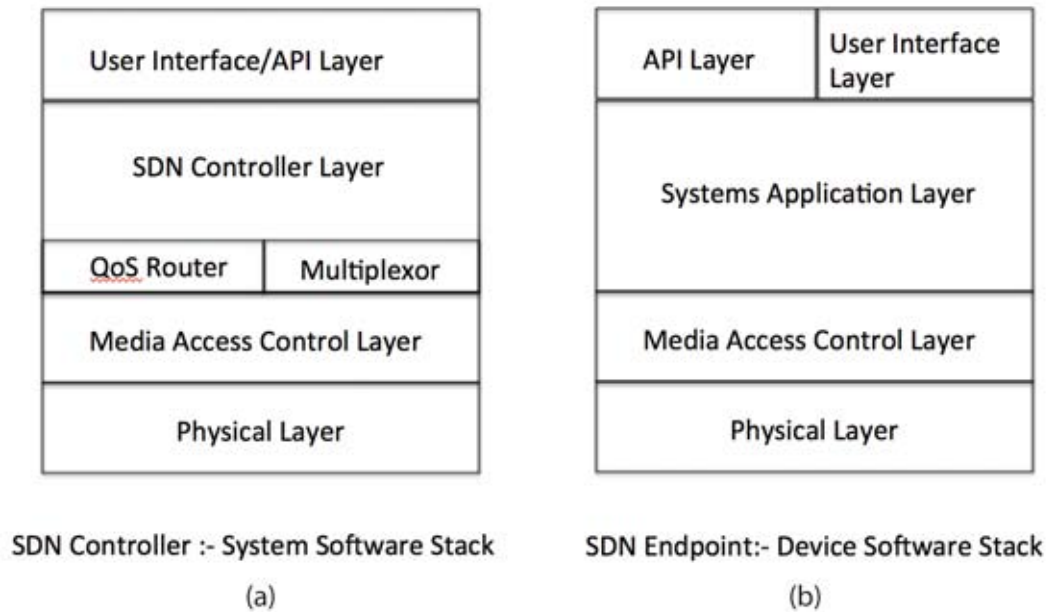 User Interface/API Layer
SDN Controller Layer
QoS Router
Multiplexor
Media Access Control Layer
Physical Layer
SDN Controller :- System Software Stack
(a)
API Layer
User Interface
Layer
Systems Application Layer
Media Access Control Layer
Physical Layer
SDN Endpoint:- Device Software Stack
(b)